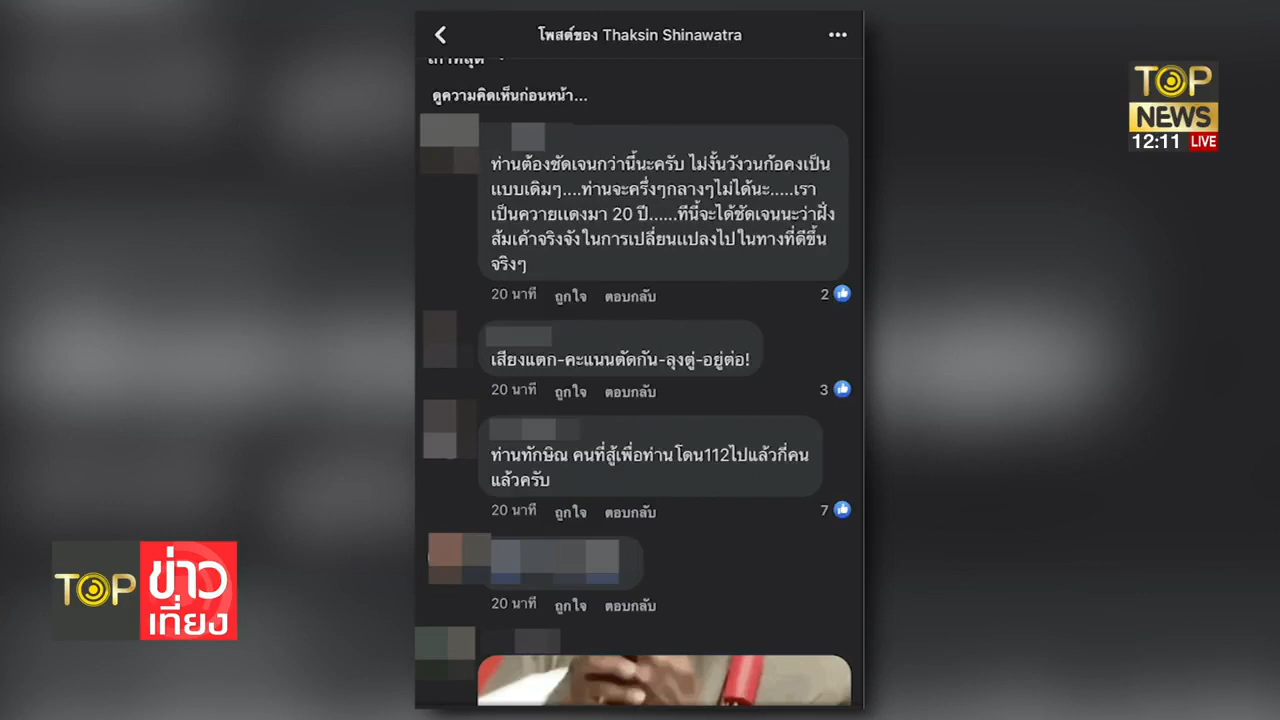 โพสต์ของ Thaksin Shinawatra
ดูความคิดเห็นก่อนหน้า...
TOP
NEWS
12:11 LIVE
ท่านต้องชัดเจนกว่านี้นะครับ ไม่งั้นวังวนก้อคงเป็น
แบบเดิมๆ....ท่านจะครึ่งๆกลางๆไม่ได้นะ.....เรา
เป็นควายแดงมา 20 ปี......ทีนี้จะได้ชัดเจนนะว่าฝั่ง
ส้มเค้าจริงจังในการเปลี่ยนแปลงไปในทางที่ดีขึ้น
จริงๆ
20 นาที ถูกใจ ตอบกลับ 2
เสียงแตก-คะแนนตัดกัน-ลุงตู่-อยู่ต่อ!
20 นาที ถูกใจ ตอบกลับ 3
ท่านทักษิณ คนที่สู้เพื่อท่าน โดน112ไปแล้วกี่คน
แล้วครับ
20 นาที ถูกใจ ตอบกลับ 7
20 นาที ถูกใจ ตอบกลับ
TOP ข่าว
เที่ยง